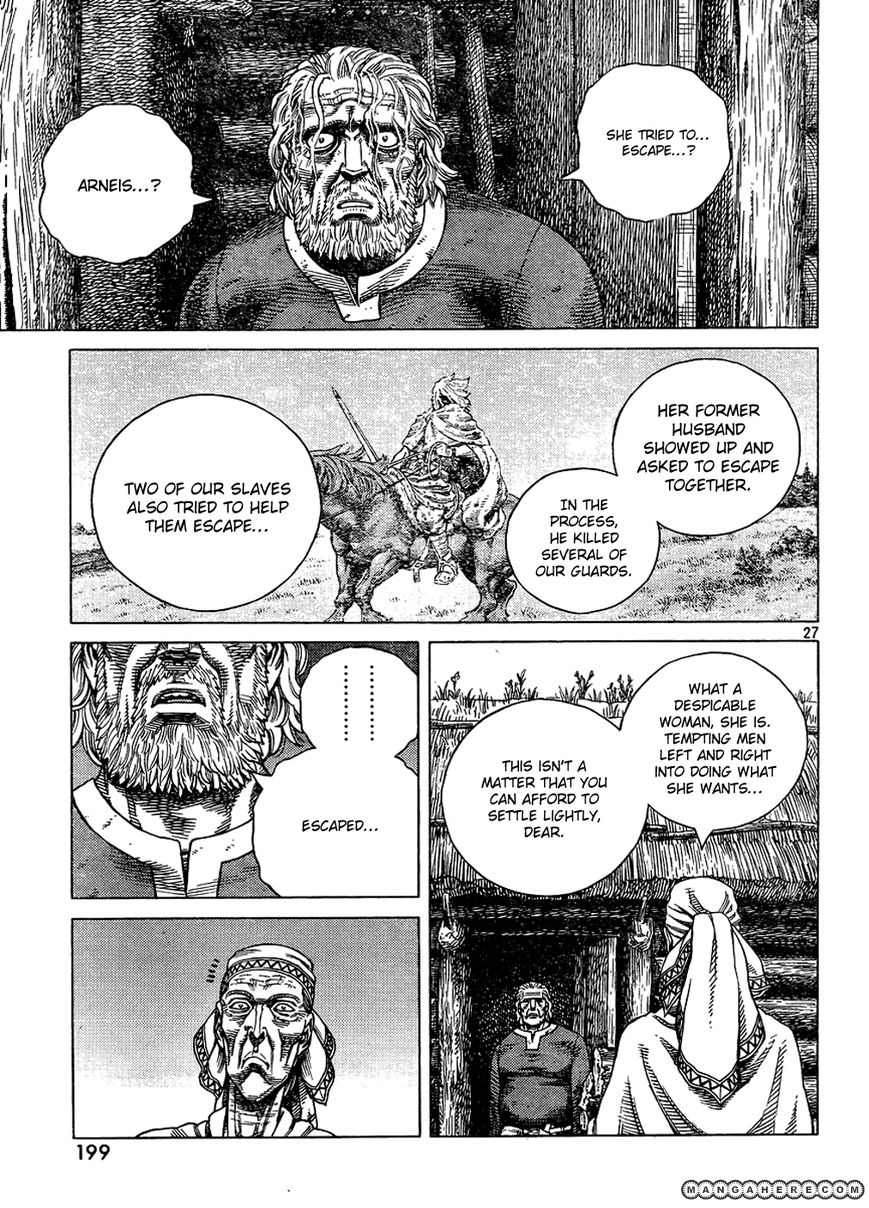 SHE TRIED TO...
ESCAPE...?
ARNEIS...?
HER FORMER
HUSBAND
SHOWED UP AND
ASKED TO ESCAPE
TOGETHER.
IN THE
PROCESS,
HE KILLED
SEVERAL OF
OUR GUARDS.
TWO OF OUR SLAVES
ALSO TRIED TO HELP
THEM ESCAPE...
27
WHAT A
DESPICABLE
WOMAN, SHE IS.
TEMPTING MEN
LEFT AND RIGHT
INTO DOING WHAT
SHE WANTS...
THIS ISN'T A
MATTER THAT YOU
CAN AFFORD TO
SETTLE LIGHTLY,
DEAR.
.........
.........
ESCAPED...
199
MANGAHERE.COM